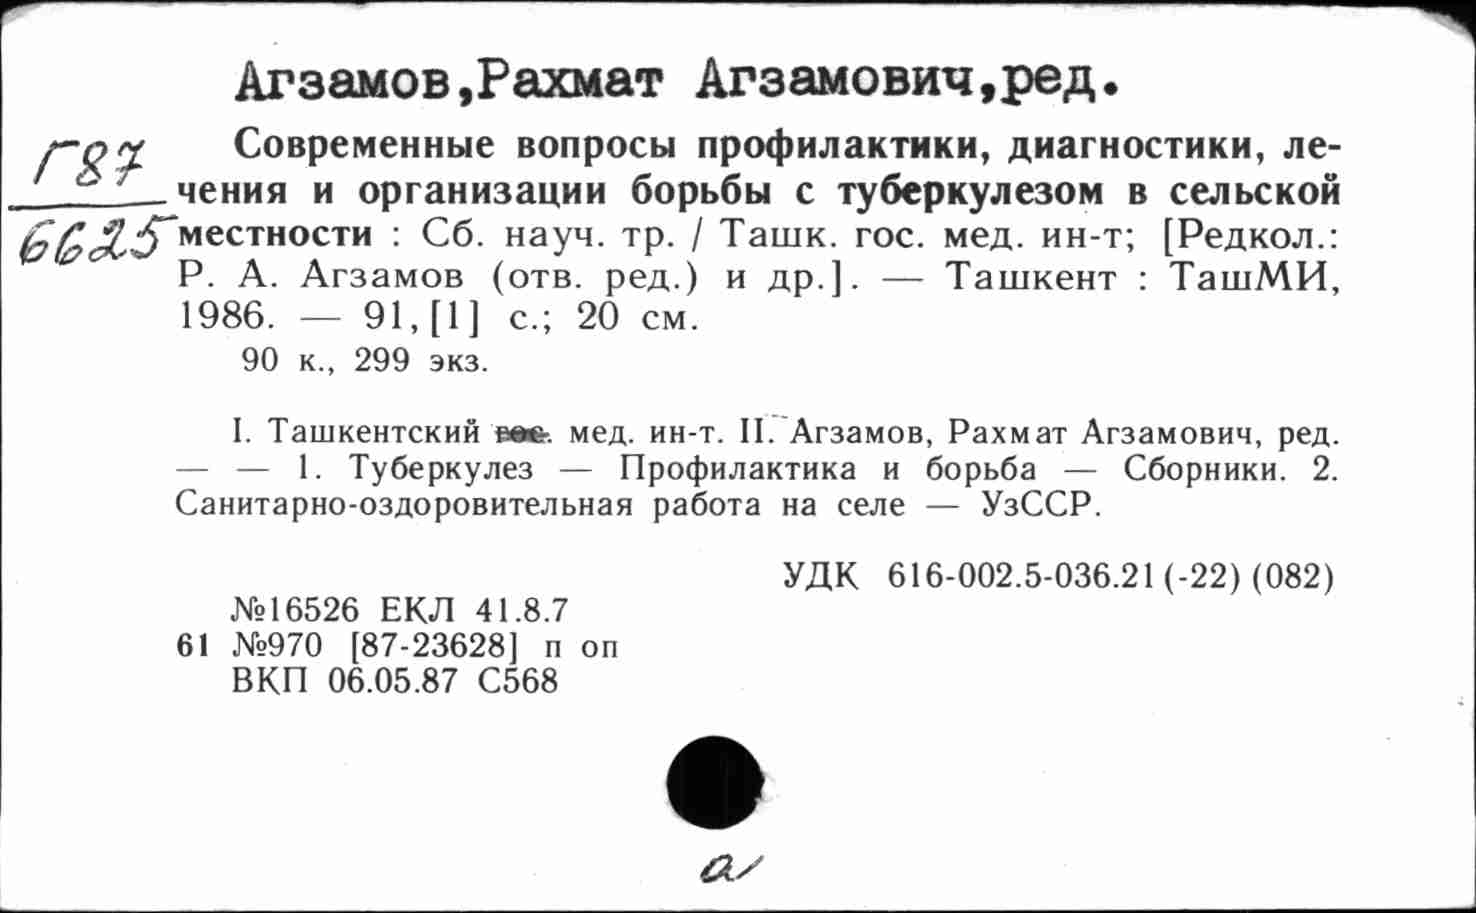 Агзамов,Рахмат Агзамович,ред.
Г87
6625
Современные вопросы профилактики, диагностики, ле-
чения и организации борьбы с туберкулезом в сельской
местности : Сб. науч. тр. / Ташк. гос. мед. ин-т; [Редкол.:
Р. А. Агзамов (отв. ред.) и др.]. — Ташкент : ТашМИ,
1986. — 91,[1] с.; 20 см.
90 к., 299 экз.
I. Ташкентский гос. мед. ин-т. II. Агзамов, Рахмат Агзамович, ред.
— — 1. Туберкулез — Профилактика и борьба — Сборники. 2.
Санитарно-оздоровительная работа на селе — УзССР.
УДК 616-002.5-036.21(-22)(082)
№16526 ЕКЛ 41.8.7
61 №970 [87-23628] п оп
ВКП 06.05.87 С568
а